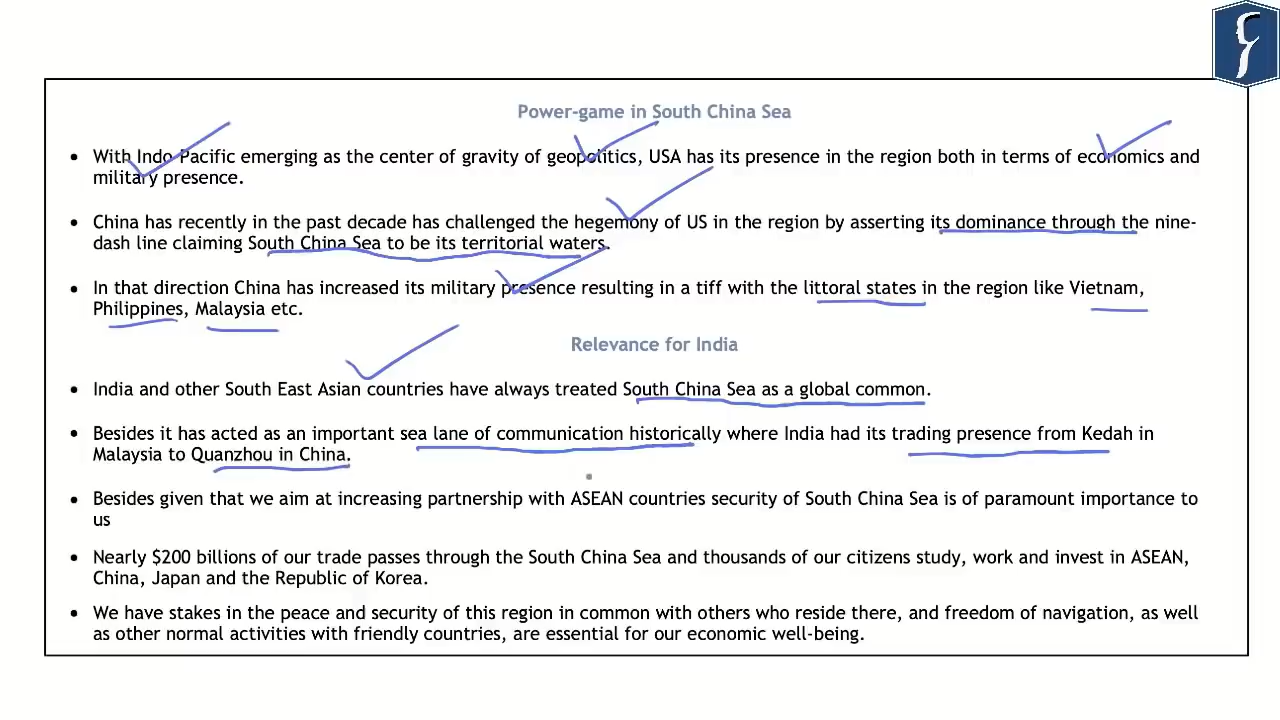 Power-game in South China Sea
• With Indo Pacific emerging as the center of gravity of geopolitics, USA has its presence in the region both in terms of economics and
military presence.
• China has recently in the past decade has challenged the hegemony of US in the region by asserting its dominance through the nine-
dash line claiming South China Sea to be its territorial waters.
• In that direction China has increased its military presence resulting in a tiff with the littoral states in the region like Vietnam,
Philippines, Malaysia etc.
Relevance for India
• India and other South East Asian countries have always treated South China Sea as a global common.
• Besides it has acted as an important sea lane of communication historically where India had its trading presence from Kedah in
Malaysia to Quanzhou in China.
• Besides given that we aim at increasing partnership with ASEAN countries security of South China Sea is of paramount importance to
us
• Nearly $200 billions of our trade passes through the South China Sea and thousands of our citizens study, work and invest in ASEAN,
China, Japan and the Republic of Korea.
• We have stakes in the peace and security of this region in common with others who reside there, and freedom of navigation, as well
as other normal activities with friendly countries, are essential for our economic well-being.